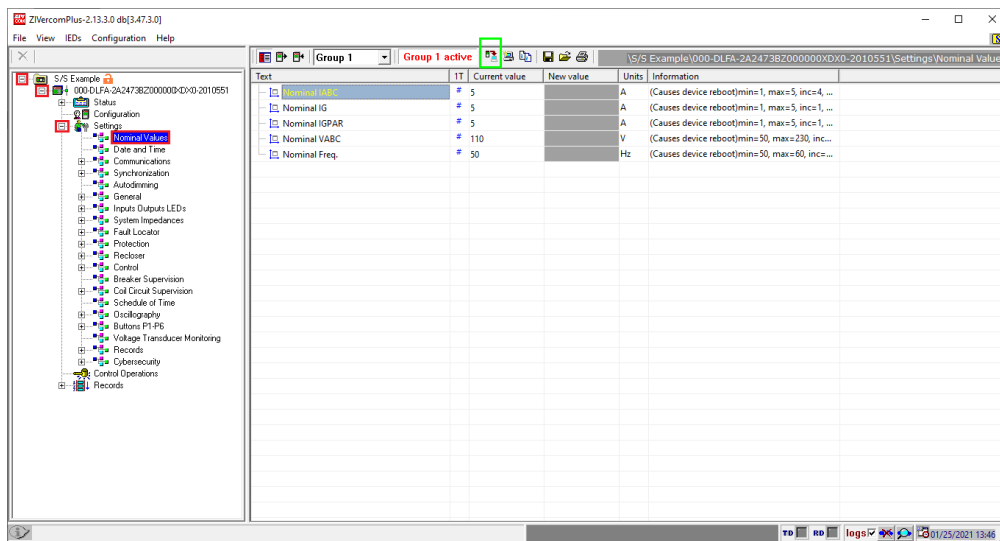 ZIVercomPlus-2.13.3.0 db[3.47.3.0]
File View IEDs Configuration Help
Group 1 Group 1 active \S/S Example\000-DLFA-2A2473BZ000000XDX0-2010551\Settings\Nominal Value
S/S Example
000-DLFA-2A2473BZ000000XDX0-2010551
Status
Configuration
Settings
Nominal Values
Date and Time
Communications
Synchronization
Autodimming
General
Inputs Outputs LEDs
System Impedances
Fault Locator
Protection
Recloser
Control
Breaker Supervision
Coil Circuit Supervision
Schedule of Time
Oscillography
Buttons P1-P6
Voltage Transducer Monitoring
Records
Cybersecurity
Control Operations
Records
Text 1T Current value New value Units Information
Nominal IABC # 5 A (Causes device reboot)min=1, max=5, inc=4, ...
Nominal IG # 5 A (Causes device reboot)min=1, max=5, inc=1, ...
Nominal IGPAR # 5 A (Causes device reboot)min=1, max=5, inc=1, ...
Nominal VABC # 110 V (Causes device reboot)min=50, max=230, inc...
Nominal Freq. # 50 Hz (Causes device reboot)min=50, max=60, inc=...
TD RD logs 01/25/2021 13:46